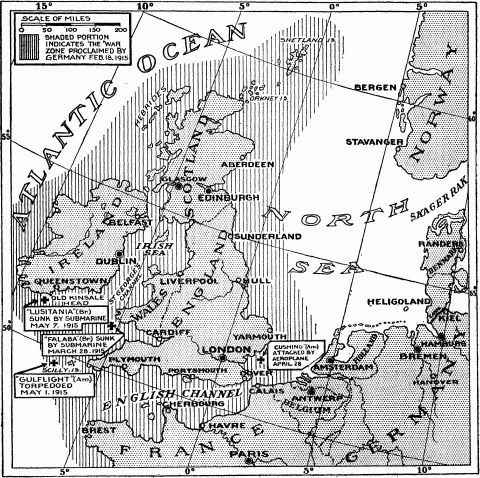 SCALE OF MILES
0 50 100 150 200
SHADED PORTION
INDICATES THE "WAR
ZONE PROCLAIMED BY
GERMANY FEB. 18, 1915
15°
10°
5°
0°
5°
ATLANTIC OCEAN
SHETLAND IS.
ORKNEY IS.
HEBRIDES
BERGEN
STAVANGER
NORWAY
SKAGER RAK
SCOTLAND
ABERDEEN
GLASGOW
EDINBURGH
NORTH
SEA
IRELAND
BELFAST
DUBLIN
IRISH
SEA
ST. GEORGE'S
SUNDERLAND
ENGLAND
LIVERPOOL
HULL
WALES
RANDERS
DENMARK
HELIGOLAND
KIEL
HAMBURG
BREMEN
HANOVER
QUEENSTOWN
OLD KINSALE
HEAD
"LUSITANIA" (Br)
SUNK BY SUBMARINE
MAY 7, 1915
"FALABA" (Br) SUNK
BY SUBMARINE
MARCH 28, 1915
SCILLY IS.
"GULFLIGHT" (Am)
TORPEDOED
MAY 1, 1915
CARDIFF
YARMOUTH
LONDON
CUSHING (Am)
ATTACKED BY
AEROPLANE
APRIL 28
PLYMOUTH
PORTSMOUTH
DOVER
CALAIS
ENGLISH CHANNEL
CHERBOURG
HAVRE
BREST
FRANCE
PARIS
AMSTERDAM
HOLLAND
ANTWERP
BELGIUM
GERMANY
5°
0°
5°
10°